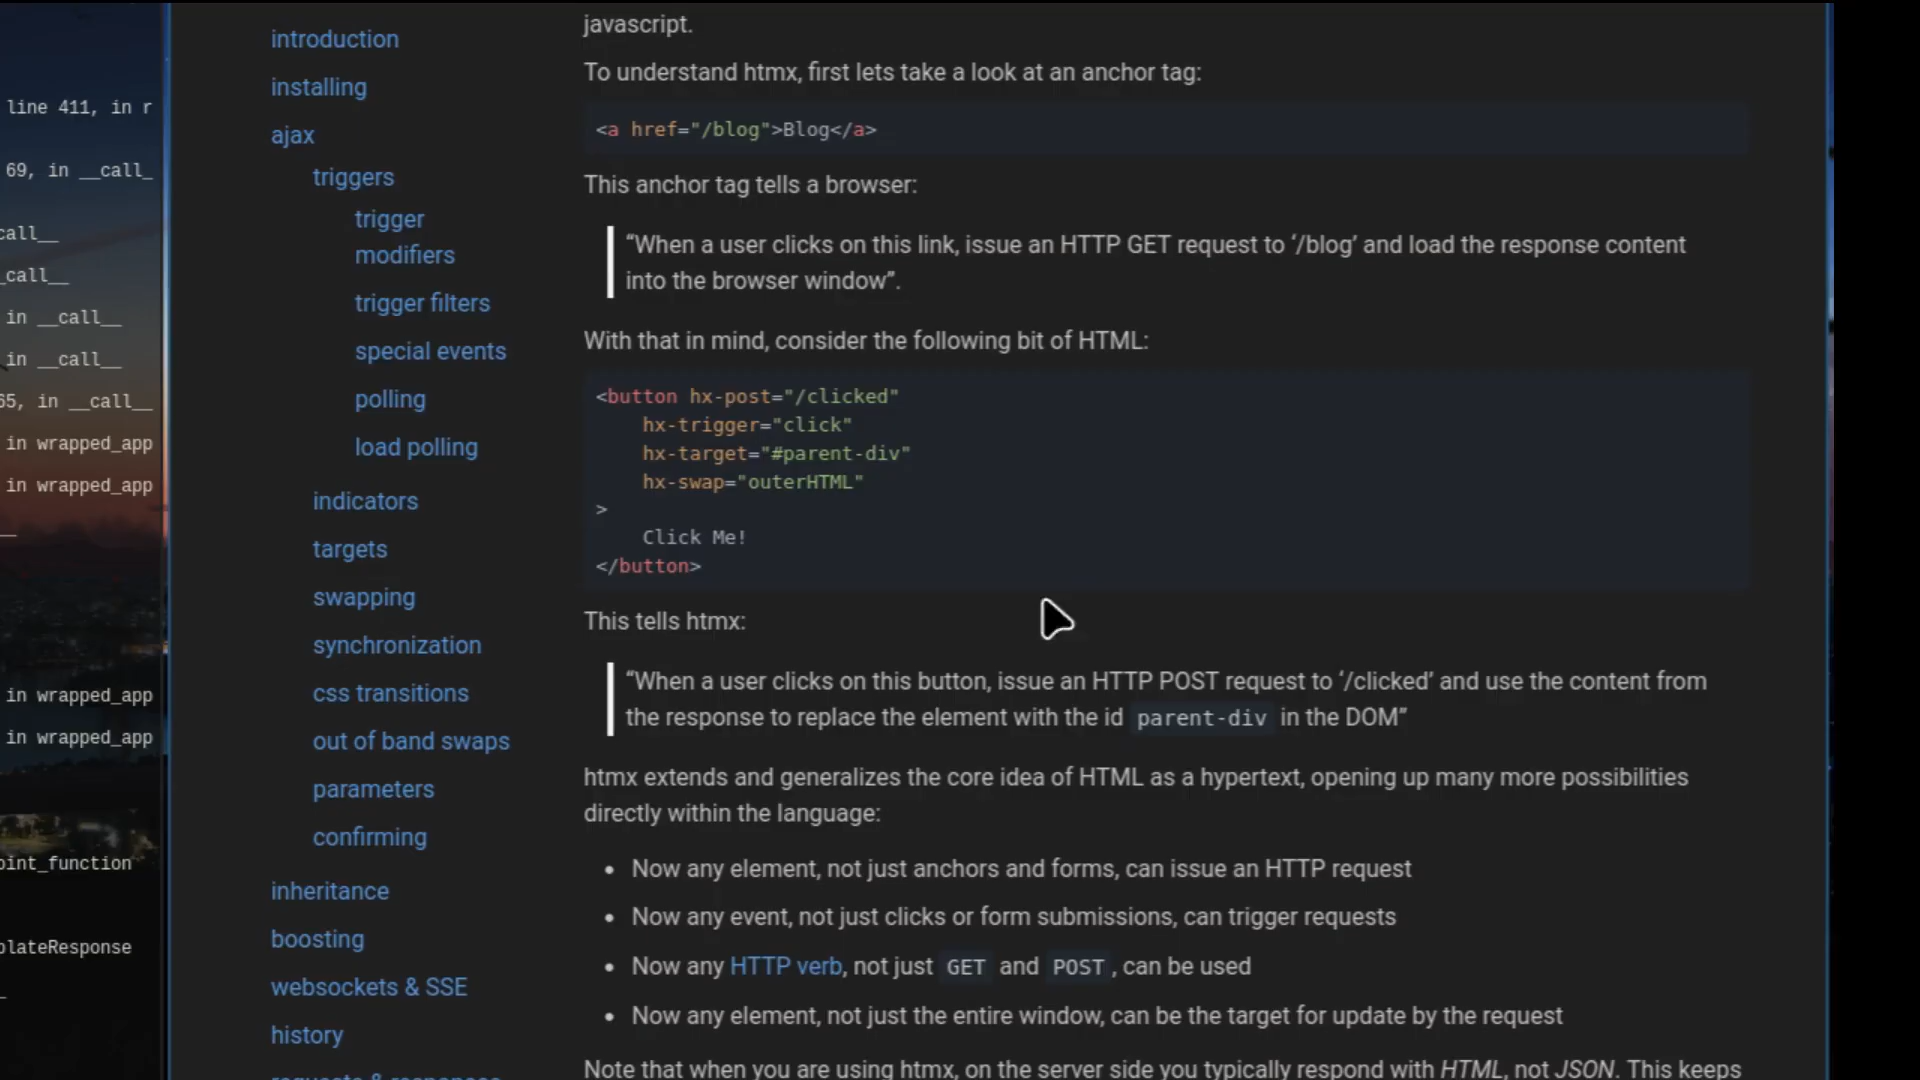 line 411, in r
69, in __call_
call__
_call__
in __call__
in __call__
65, in __call__
in wrapped_app
in wrapped_app
in wrapped_app
in wrapped_app
oint_function
plateResponse
introduction
installing
ajax
triggers
trigger
modifiers
trigger filters
special events
polling
load polling
indicators
targets
swapping
synchronization
css transitions
out of band swaps
parameters
confirming
inheritance
boosting
websockets & SSE
history
requests & responses
javascript.
To understand htmx, first lets take a look at an anchor tag:
<a href="/blog">Blog</a>
This anchor tag tells a browser:
“When a user clicks on this link, issue an HTTP GET request to ‘/blog’ and load the response content
into the browser window”.
With that in mind, consider the following bit of HTML:
<button hx-post="/clicked"
hx-trigger="click"
hx-target="#parent-div"
hx-swap="outerHTML"
>
Click Me!
</button>
This tells htmx:
“When a user clicks on this button, issue an HTTP POST request to ‘/clicked’ and use the content from
the response to replace the element with the id parent-div in the DOM”
htmx extends and generalizes the core idea of HTML as a hypertext, opening up many more possibilities
directly within the language:
• Now any element, not just anchors and forms, can issue an HTTP request
• Now any event, not just clicks or form submissions, can trigger requests
• Now any HTTP verb, not just GET and POST, can be used
• Now any element, not just the entire window, can be the target for update by the request
Note that when you are using htmx, on the server side you typically respond with HTML, not JSON. This keeps